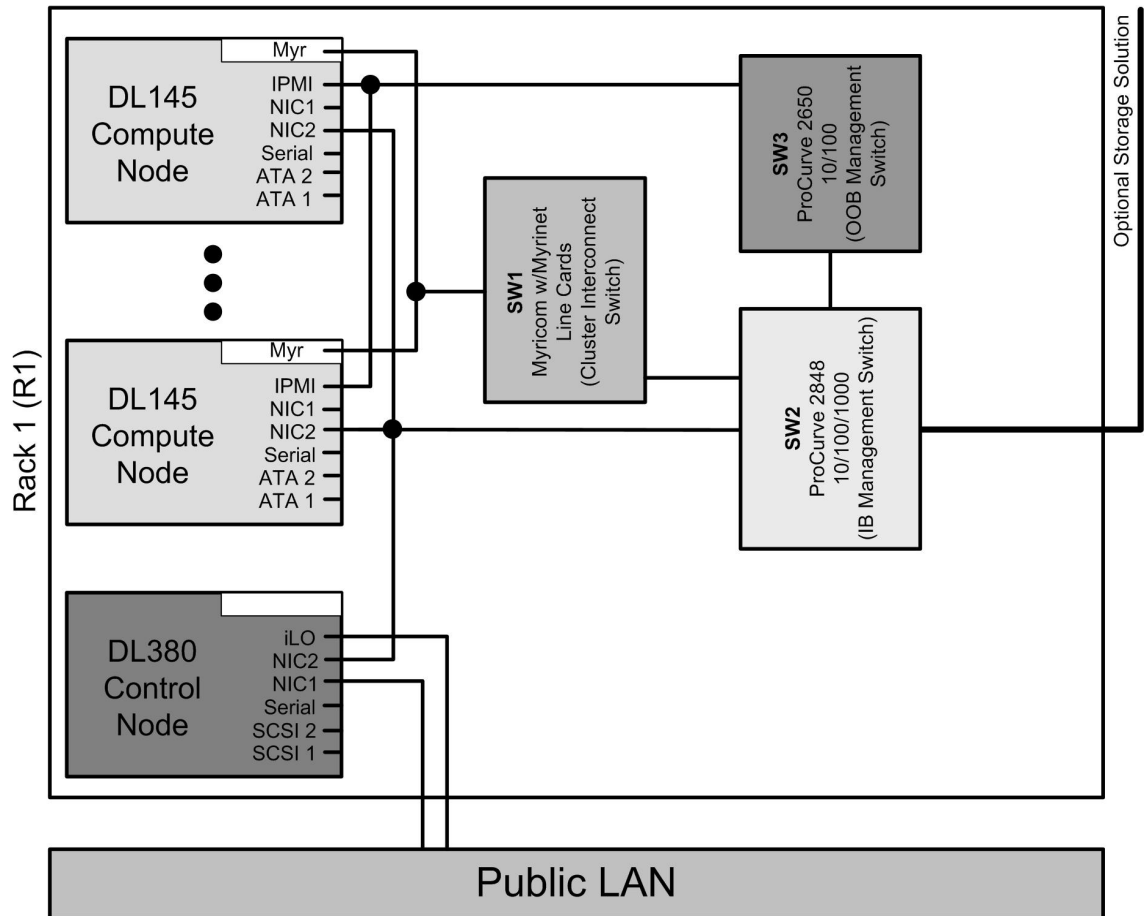 Rack 1 (R1)
DL145
Compute
Node
Myr
IPMI
NIC1
NIC2
Serial
ATA 2
ATA 1
DL145
Compute
Node
Myr
IPMI
NIC1
NIC2
Serial
ATA 2
ATA 1
DL380
Control
Node
iLO
NIC2
NIC1
Serial
SCSI 2
SCSI 1
SW1
Myricom w/Myrinet
Line Cards
(Cluster Interconnect
Switch)
SW3
ProCurve 2650
10/100
(OOB Management
Switch)
SW2
ProCurve 2848
10/100/1000
(IB Management Switch)
Optional Storage Solution
Public LAN